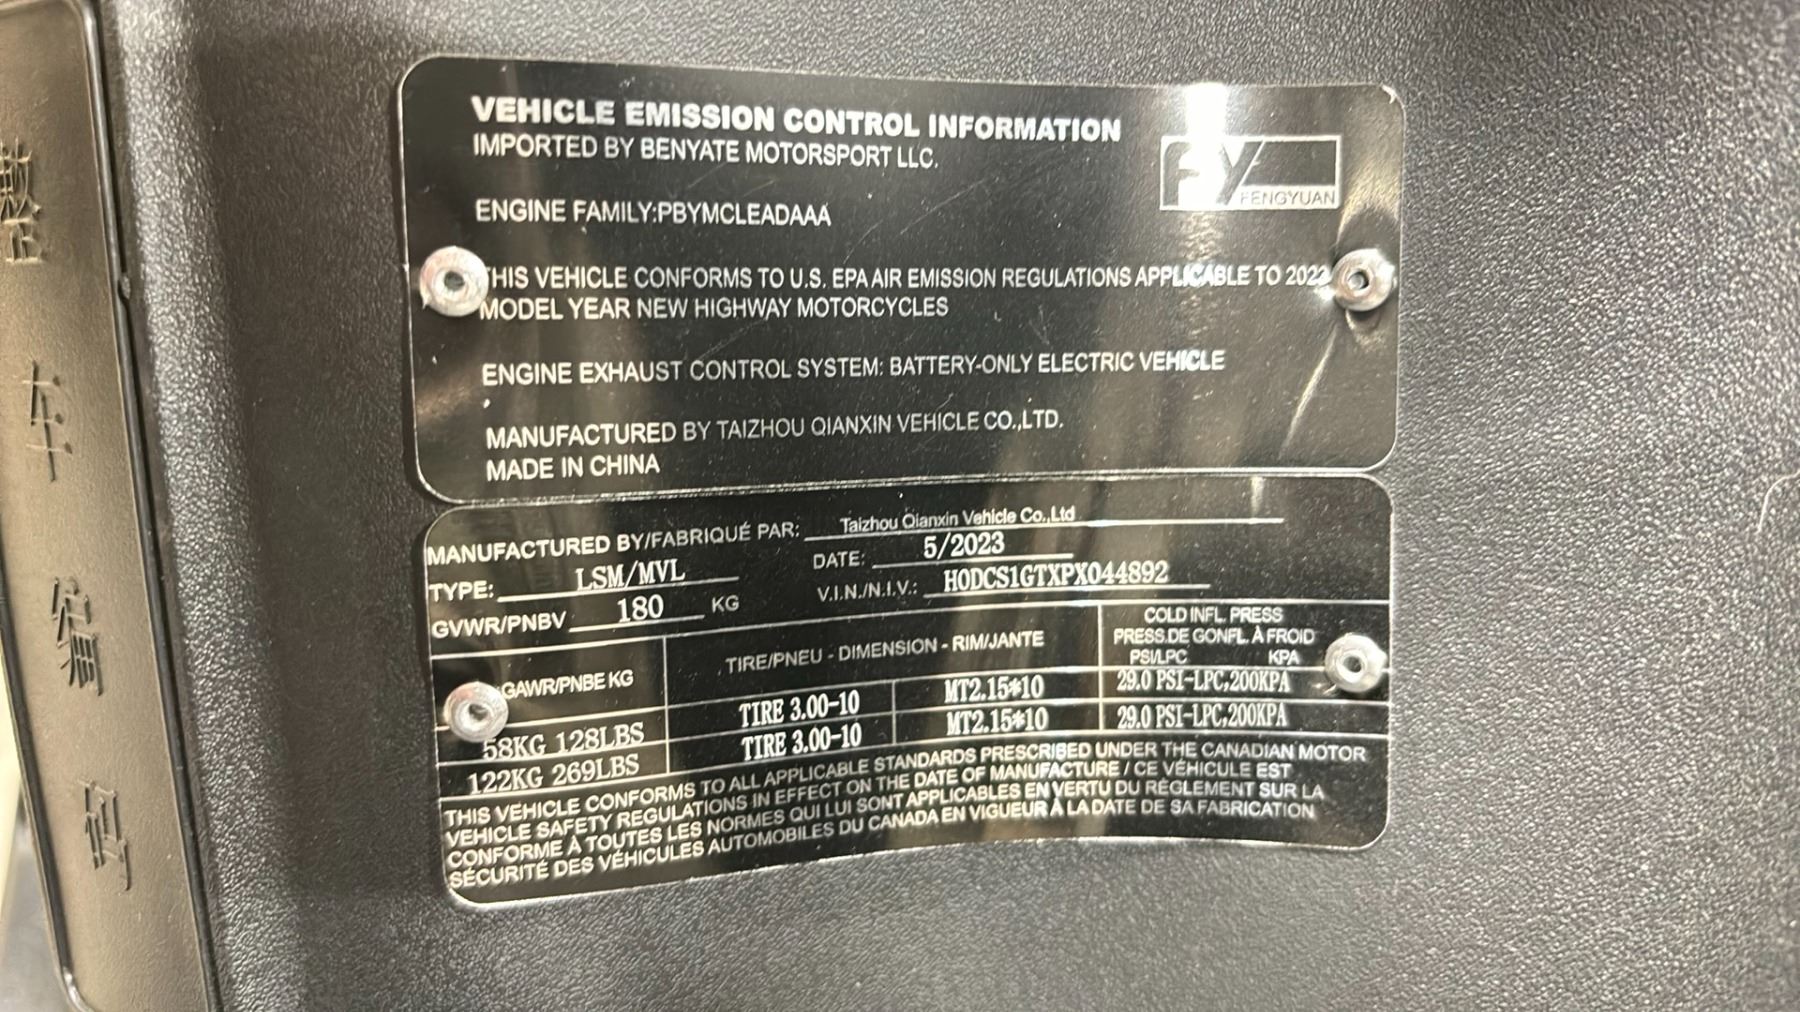 VEHICLE EMISSION CONTROL INFORMATION
IMPORTED BY BENYATE MOTORSPORT LLC.
FY
FENGYUAN
ENGINE FAMILY:PBYMCLEADAAA
THIS VEHICLE CONFORMS TO U.S. EPA AIR EMISSION REGULATIONS APPLICABLE TO 2023
MODEL YEAR NEW HIGHWAY MOTORCYCLES
ENGINE EXHAUST CONTROL SYSTEM: BATTERY-ONLY ELECTRIC VEHICLE
MANUFACTURED BY TAIZHOU QIANXIN VEHICLE CO.,LTD.
MADE IN CHINA
MANUFACTURED BY/FABRIQUÉ PAR: Taizhou Qianxin Vehicle Co.,Ltd
TYPE: LSM/MVL DATE: 5/2023
GVWR/PNBV 180 KG V.I.N./N.I.V.: H0DCS1GTXPX044892
GAWR/PNBE KG TIRE/PNEU - DIMENSION - RIM/JANTE
COLD INFL. PRESS
PRESS.DE GONFL. À FROID
PSI/LPC KPA
58KG 128LBS TIRE 3.00-10 MT2.15*10 29.0 PSI-LPC,200KPA
122KG 269LBS TIRE 3.00-10 MT2.15*10 29.0 PSI-LPC,200KPA
THIS VEHICLE CONFORMS TO ALL APPLICABLE STANDARDS PRESCRIBED UNDER THE CANADIAN MOTOR
VEHICLE SAFETY REGULATIONS IN EFFECT ON THE DATE OF MANUFACTURE / CE VÉHICULE EST
CONFORME À TOUTES LES NORMES QUI LUI SONT APPLICABLES EN VERTU DU RÈGLEMENT SUR LA
SÉCURITÉ DES VÉHICULES AUTOMOBILES DU CANADA EN VIGUEUR À LA DATE DE SA FABRICATION
整
车
编
码